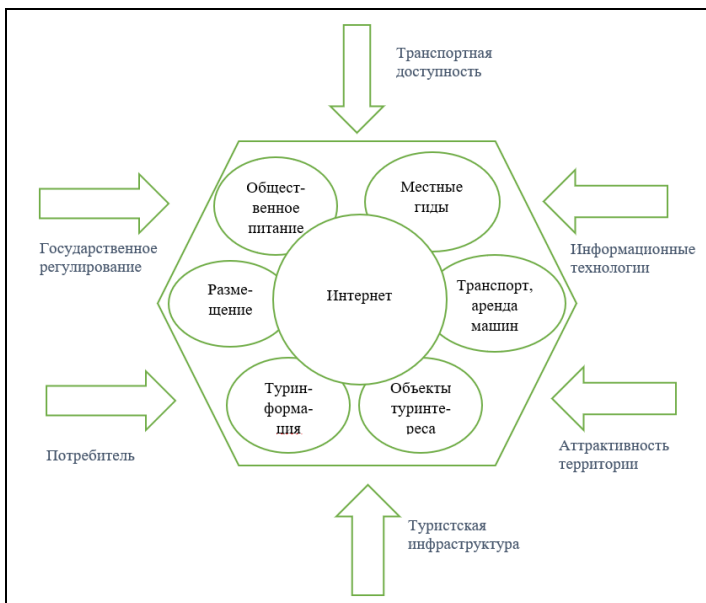 Транспортная
доступность
Общест-
венное
питание
Местные
гиды
Государственное
регулирование
Информационные
технологии
Разме-
щение
Интернет
Транспорт,
аренда
машин
Турин-
форма-
ция
Объекты
туринте-
реса
Потребитель
Аттрактивность
территории
Туристская
инфраструктура